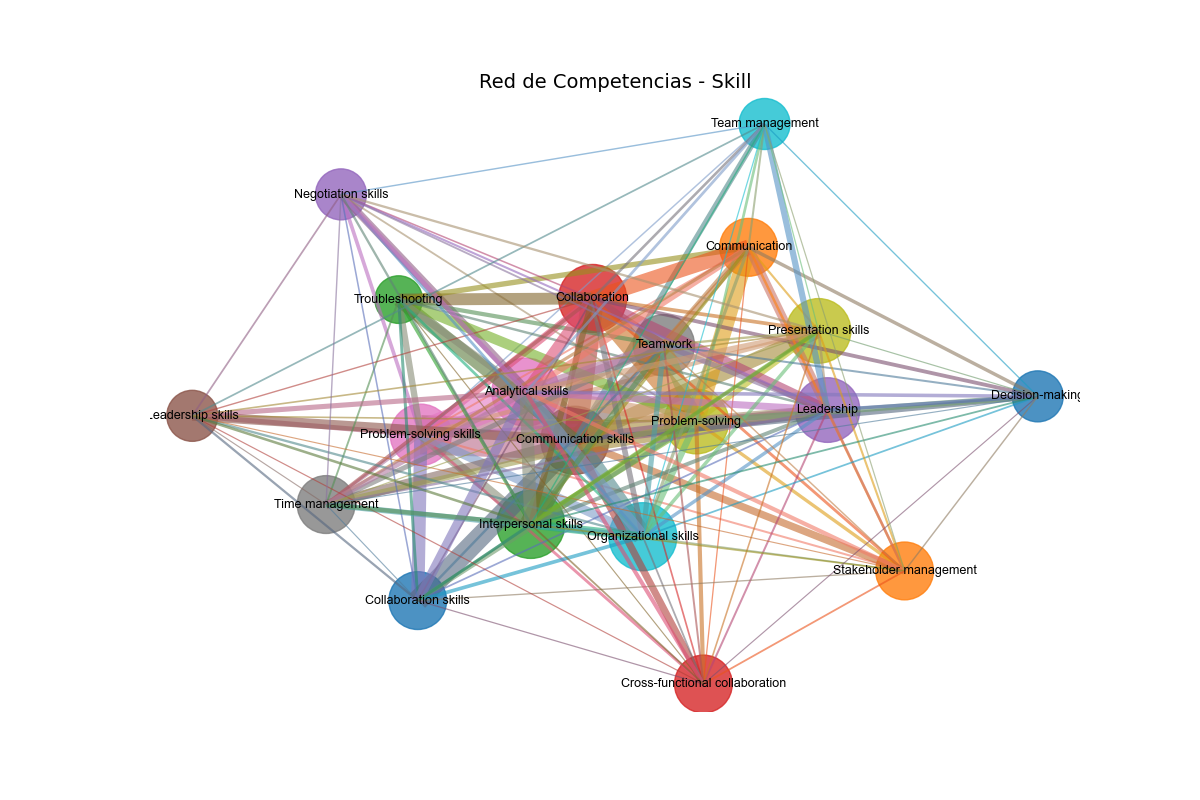 Red de Competencias - Skill
Team management
Negotiation skills
Communication
Troubleshooting
Collaboration
Presentation skills
Teamwork
Analytical skills
Decision-making
Leadership
Leadership skills
Problem-solving
Problem-solving skills
Communication skills
Time management
Interpersonal skills
Organizational skills
Stakeholder management
Collaboration skills
Cross-functional collaboration